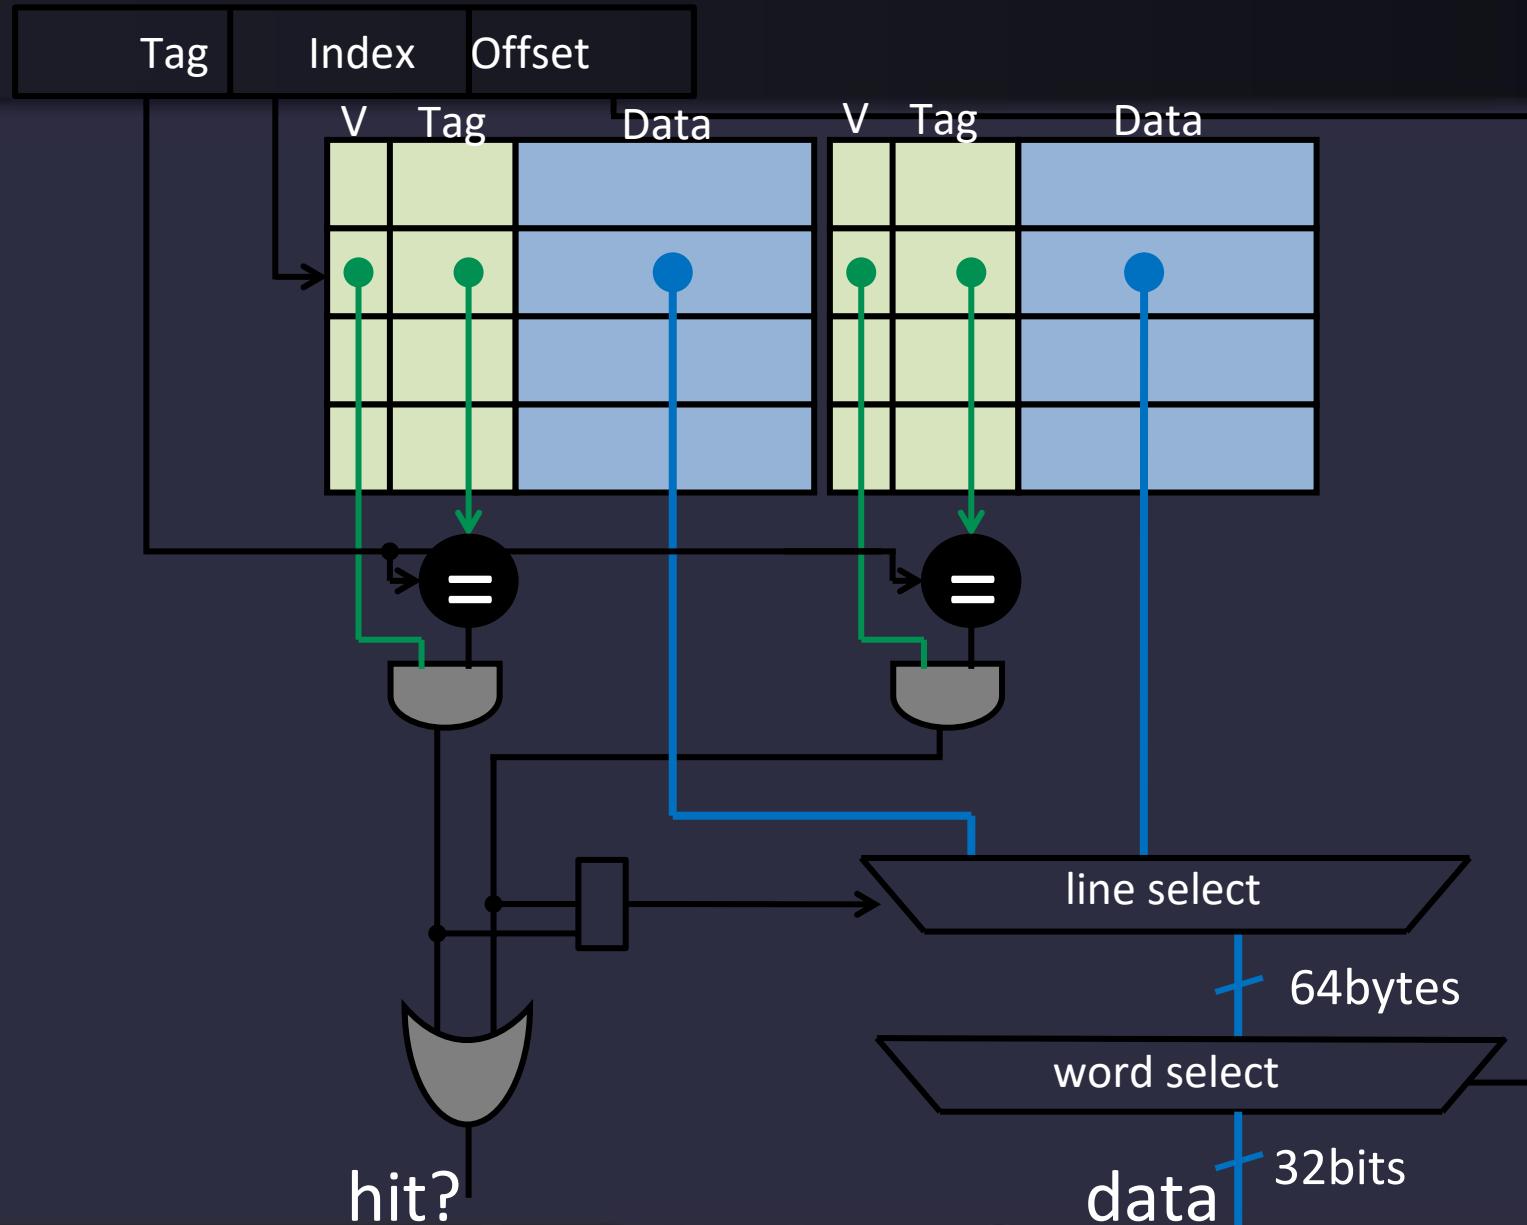 Tag Index Offset
V Tag Data V Tag Data
= =
line select
64bytes
word select
32bits
hit? data